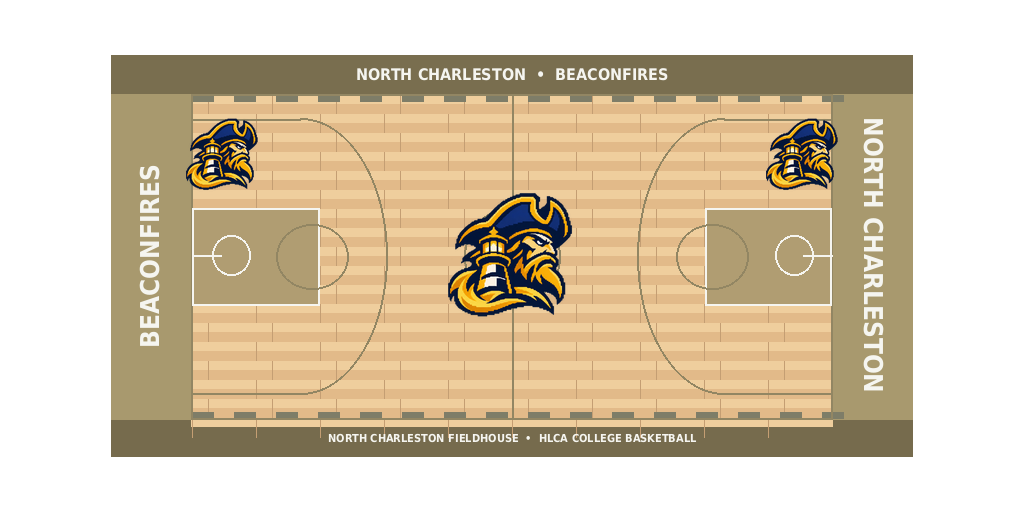 NORTH CHARLESTON • BEACONFIRES
BEACONFIRES
NORTH CHARLESTON
NORTH CHARLESTON FIELDHOUSE • HLCA COLLEGE BASKETBALL